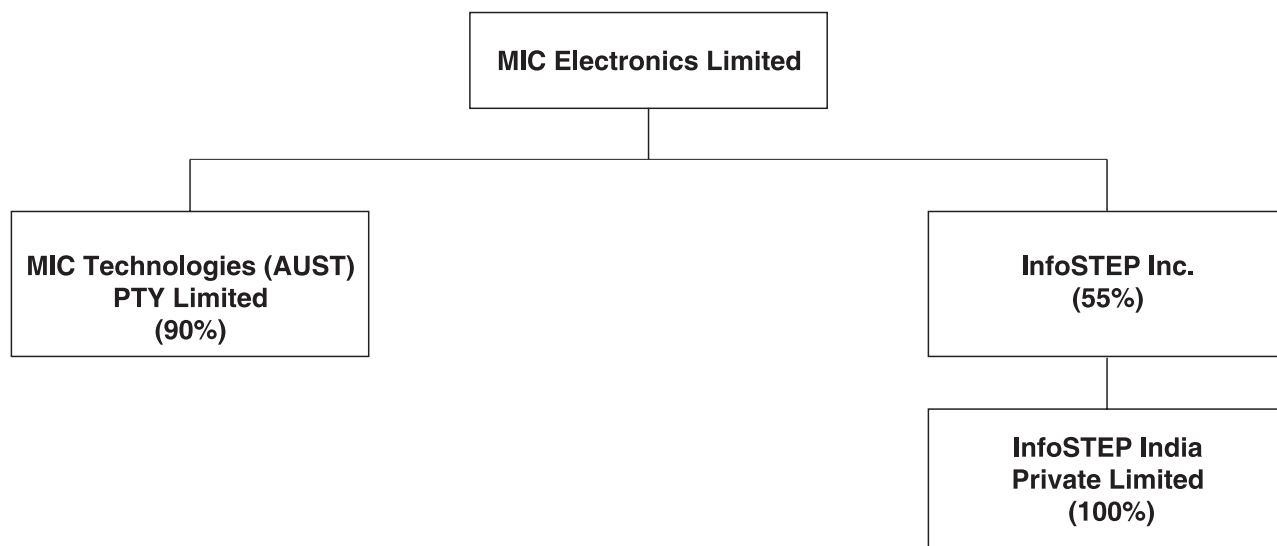 MIC Electronics Limited
MIC Technologies (AUST)
PTY Limited
(90%)
InfoSTEP Inc.
(55%)
InfoSTEP India
Private Limited
(100%)